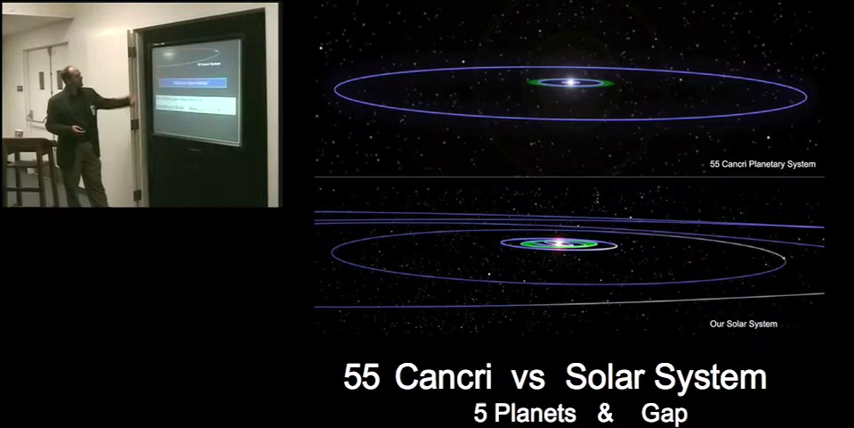 55 Cancri Planetary System
Our Solar System
55 Cancri vs Solar System
5 Planets & Gap